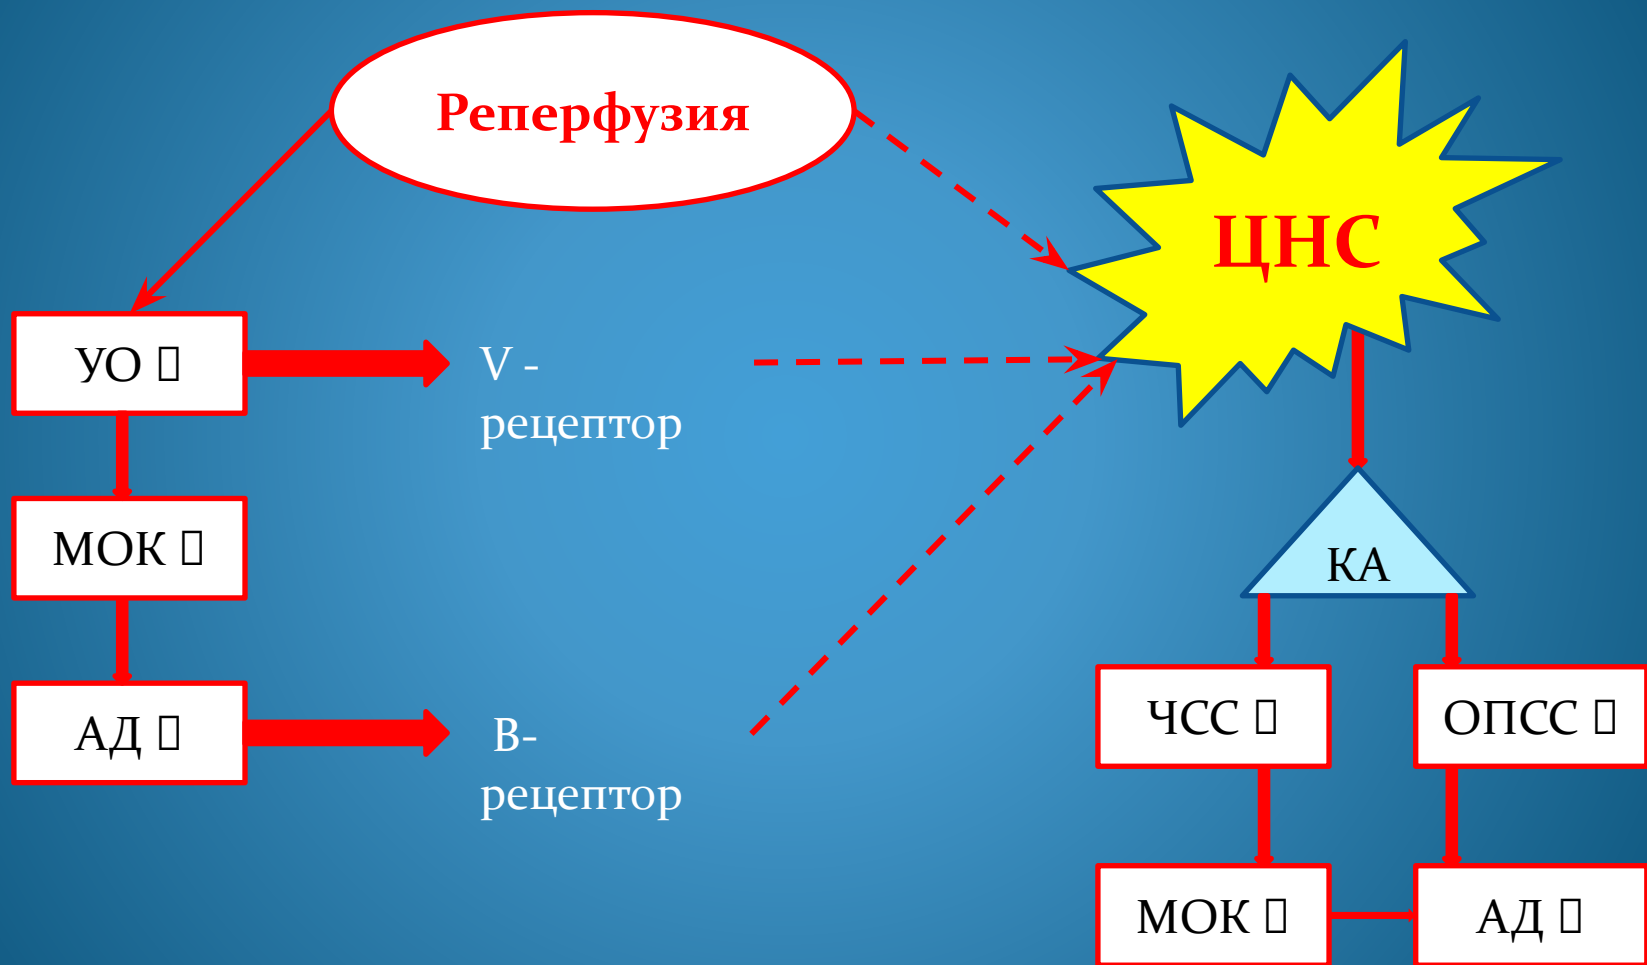 Реперфузия
ЦНС
УО ▯
V -
рецептор
МОК ▯
КА
АД ▯
В-
рецептор
ЧСС ▯
ОПСС ▯
МОК ▯
АД ▯